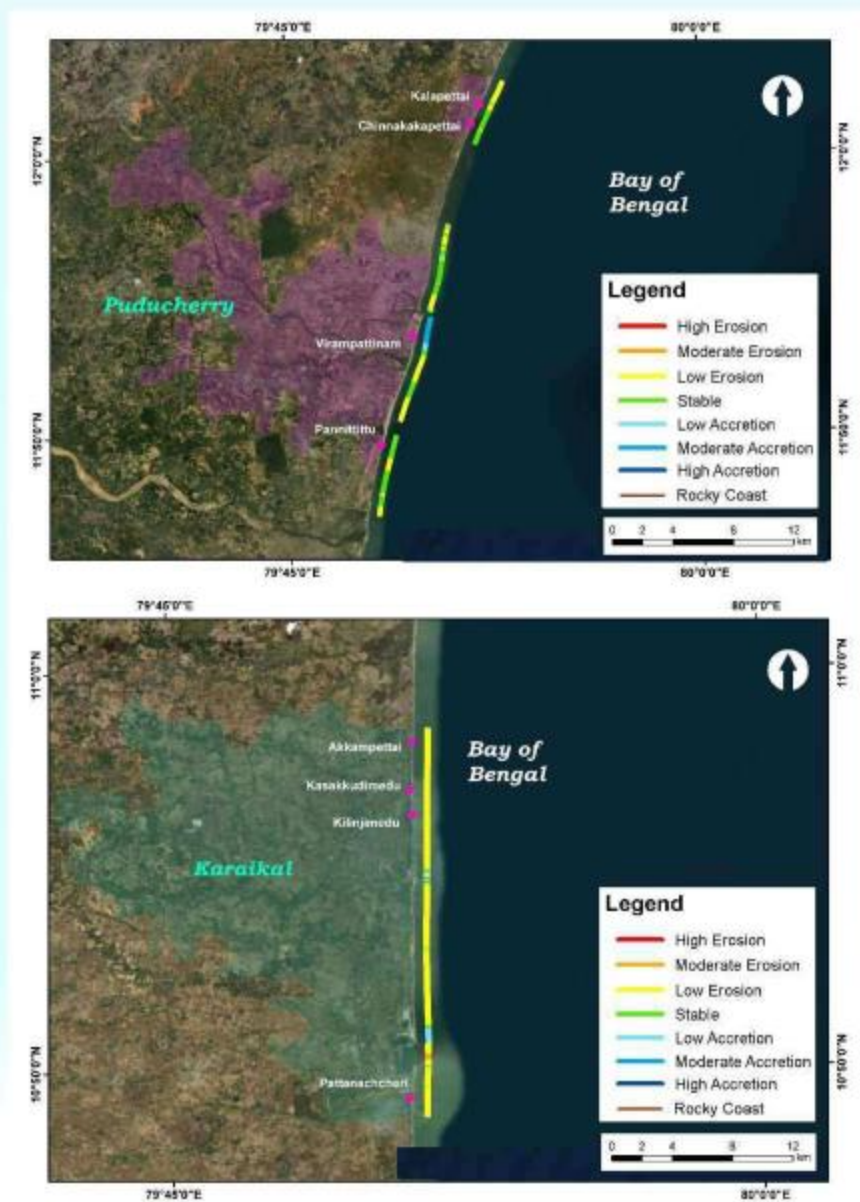 79°45'0"E 80°0'0"E
Kalapettai
Chinnakakapettai
12°0'0"N 12°0'0"N
Bay of
Bengal
Puducherry
Virampattinam
Pannittittu
11°50'0"N 11°50'0"N
Legend
High Erosion
Moderate Erosion
Low Erosion
Stable
Low Accretion
Moderate Accretion
High Accretion
Rocky Coast
0 2 4 8 12
km
79°45'0"E 80°0'0"E
79°45'0"E 80°0'0"E
11°0'0"N 11°0'0"N
Akkampettai
Bay of
Bengal
Kasakkudimedu
Kilinjimedu
Karaikal
Legend
High Erosion
Moderate Erosion
Low Erosion
Stable
Low Accretion
Moderate Accretion
High Accretion
Rocky Coast
10°50'0"N 10°50'0"N
Pattanachcheri
0 2 4 8 12
km
79°45'0"E 80°0'0"E